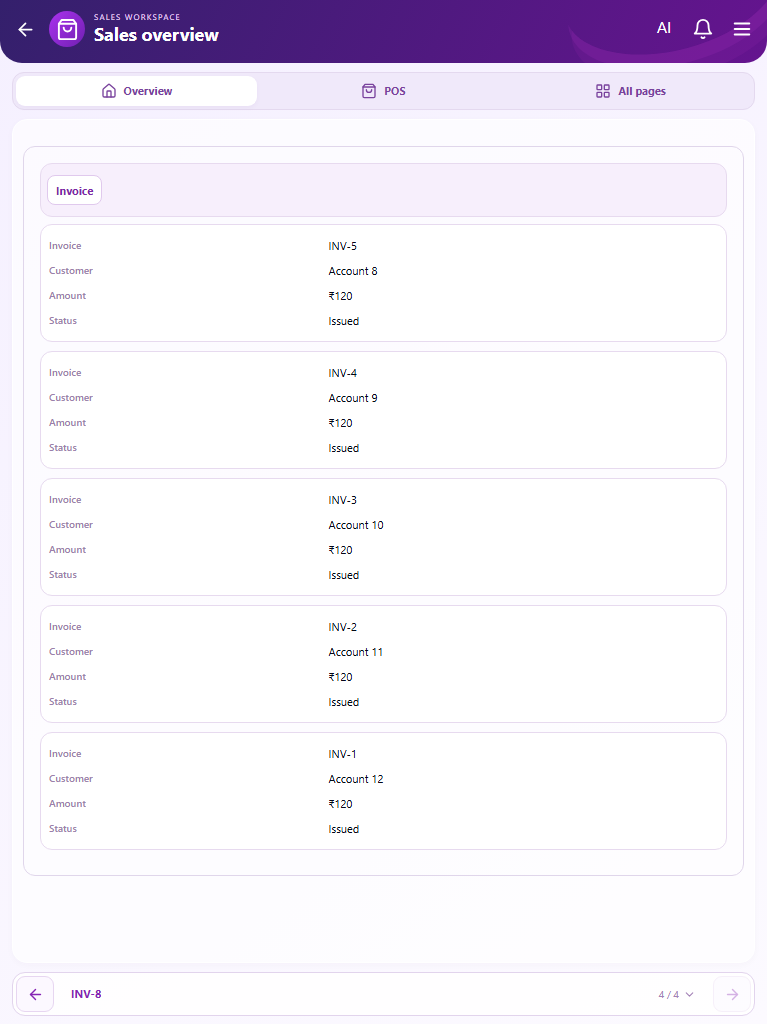 SALES WORKSPACE
Sales overview
AI
Overview
POS
All pages
Invoice
Invoice INV-5
Customer Account 8
Amount ₹120
Status Issued
Invoice INV-4
Customer Account 9
Amount ₹120
Status Issued
Invoice INV-3
Customer Account 10
Amount ₹120
Status Issued
Invoice INV-2
Customer Account 11
Amount ₹120
Status Issued
Invoice INV-1
Customer Account 12
Amount ₹120
Status Issued
INV-8
4 / 4